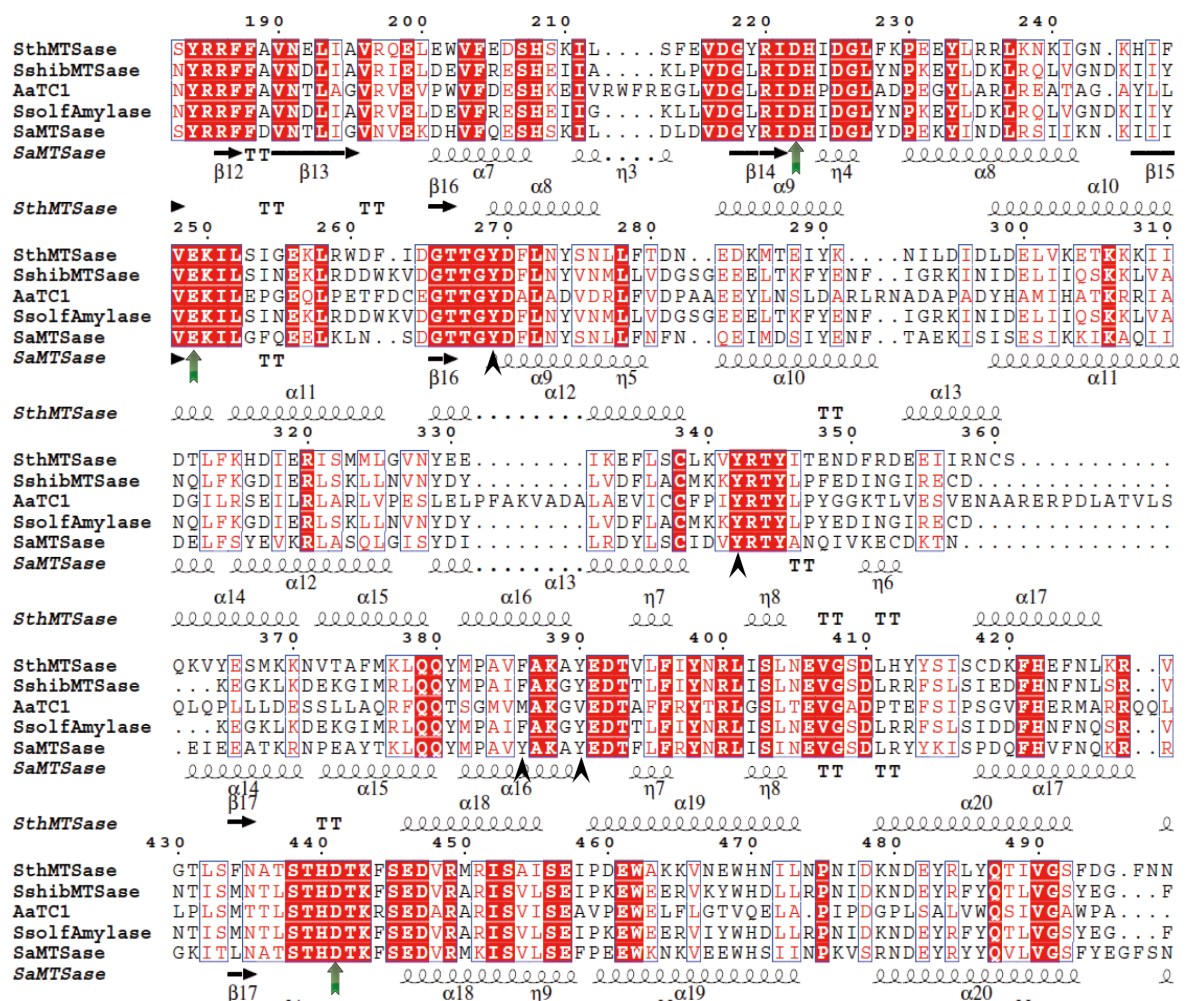 190 200 210 220 230 240
SthMTSase SYRRFFAVNELIAVRQELEWVFEDSHSKIL....SFEVDGYRIDHIDGLFKPEEYLRRLKNKIGN.KHIF
SshibMTSase NYRRFFAVNDLIAVRIELDEVFRESHEIIA....KLPVDGLRIDHIDGLYNPKEYLDKLRQLVGNDKIIY
AaTC1 NYRRFFAVNTLAGVRVEVPWVFDESHKEIVRWFREGLVDGLRIDHPDGLADPEGYLARLREATAG.AYLL
SsolfAmylase NYRRFFAVNDLIAVRVELDEVFRESHEIIG....KLLVDGLRIDHIDGLYNPKEYLDKLRQLVGNDKIIY
SaMTSase SYRRFFDVNTLIGVNVEKDHVFQESHSKIL....DLDVDGYRIDHIDGLYDPEKYINDLRSIIKN.KIII
SaMTSase TT
β12 β13 α7 η3 β14 η4 α8 β15
β16 α8 α9 α10
SthMTSase TT TT
250 260 270 280 290 300 310
SthMTSase VEKILSIGEKLRWDF.IDGTTGYDFLNYSNLLFTDN..EDKMTEIYK...NILDIDLDELVKETKKKII
SshibMTSase VEKILSINEKLRDDWKVDGTTGYDFLNYVNMLLVDGSGEEELTKFYENF..IGRKINIDELIIQSKKLVA
AaTC1 VEKILEPGEQLPETFDCEGTTGYDALADVDRLFVDPAAEEYLNSLDARLRNADAPADYHAMIHATKRRIA
SsolfAmylase VEKILSINEKLRDDWKVDGTTGYDFLNYVNMLLVDGSGEEELTKFYENF..IGRKINIDELIIQSKKLVA
SaMTSase VEKILGFQEELKLN..SDGTTGYDFLNYSNLLFNFN..QEIMDSIYENF..TAEKISISESIKKIKAQII
SaMTSase TT
β16 α9 η5 α10 α11
α11 α12 α13
SthMTSase TT
320 330 340 350 360
SthMTSase DTLFKHDIERISMMLGVNYEE........IKEFLSCLKVYRTYITENDFRDEEIIRNCS...........
SshibMTSase NQLFKGDIERLSKLLNVNYDY........LVDFLACMKKYRTYLPFEDINGIRECD..............
AaTC1 DGILRSEILRLARLVPESLELPFAKVADALAEVICCFPIYRTYLPYGGKTLVESVENAARERPDLATVLS
SsolfAmylase NQLFKGDIERLSKLLNVNYDY........LVDFLACMKKYRTYLPYEDINGIRECD..............
SaMTSase DELFSYEVKRLASQLGISYDI........LRDYLSCIDVYRTYANQIVKECDKTN...............
SaMTSase TT
α12 α13 η6
α14 α15 α16 η7 η8 α17
SthMTSase TT TT
370 380 390 400 410 420
SthMTSase QKVYESMKKNVTAFMKLQQYMPAVFAKAYEDTVLFIYNRLISLNEVGSDLHYYSISCDKFHEFNLKR..V
SshibMTSase ...KEGKLKDEKGIMRLQQYMPAIFAKGYEDTTLFIYNRLISLNEVGSDLRRFSLSIEDFHNFNLSR..V
AaTC1 QLQPLLLDESSLLAQRFQQTSGMVMAKGVEDTAFFRYTRLGSLTEVGADPTEFSISPGVFHERMARRQQL
SsolfAmylase ...KEGKLKDEKGIMRLQQYMPAIFAKGYEDTTLFIYNRLISLNEVGSDLRRFSLSIDDFHNFNQSR..V
SaMTSase .EIEEATKRNPEAYTKLQQYMPAVYAKAYEDTFLFRYNRLISINEVGSDLRYYKISPDQFHVFNQKR..R
SaMTSase TT TT
α14 α15 α16 η7 η8 α17
β17 α18 α19 α20
SthMTSase TT
430 440 450 460 470 480 490
SthMTSase GTLSFNATSTHDTKFSEDVRMRISAISEIPDEWAKKVNEWHNILNPNIDKNDEYRLYQTIVGSFDG.FNN
SshibMTSase NTISMNTLSTHDTKRSEDVRARISVLSEIPKEWEERVKYWHDLLRPNIDKNDEYRFYQTLVGSYEG...F
AaTC1 LPLSMTTLSTHDTKRSEDARARISVISEAVPEWELFLGTVQELA.PIPDGPLSALVWQSIVGAWPA....
SsolfAmylase NTISMNTLSTHDTKRSEDVRARISVLSEIPKEWEERVIYWHDLLRPNIDKNDEYRFYQTLVGSYEG...F
SaMTSase GKITLNATSTHDTKFSEDVRMKISVLSEFPEEWKNKVEEWHSIINPKVSRNDEYRYYQVLVGSFYEGFSN
SaMTSase
β17 α18 η9 α19 α20